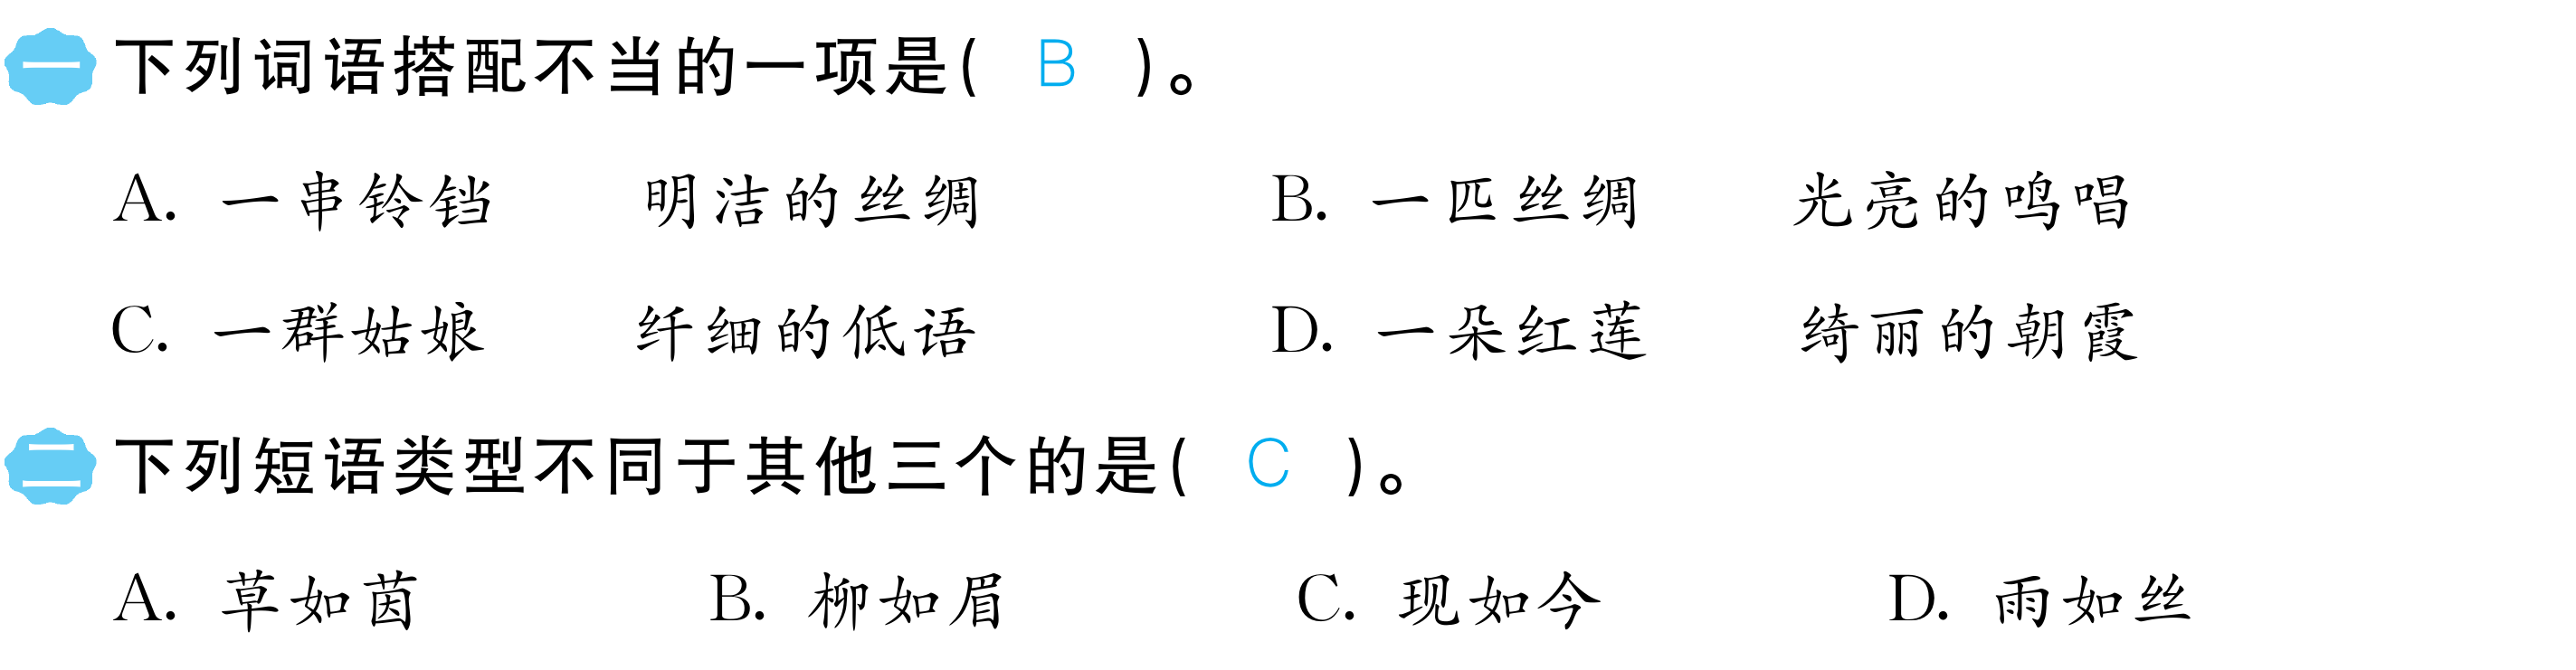 一 下列词语搭配不当的一项是( B )。
A. 一串铃铛 明洁的丝绸 B. 一匹丝绸 光亮的鸣唱
C. 一群姑娘 纤细的低语 D. 一朵红莲 绮丽的朝霞
二 下列短语类型不同于其他三个的是( C )。
A. 草如茵 B. 柳如眉 C. 现如今 D. 雨如丝